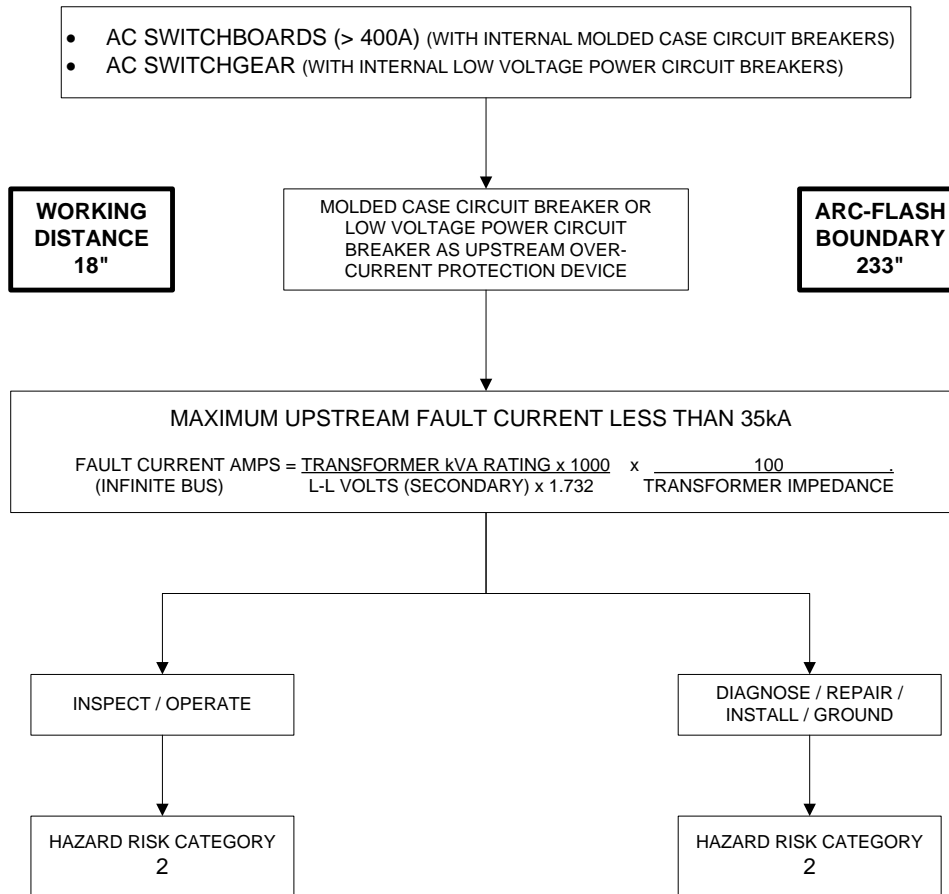 • AC SWITCHBOARDS (> 400A) (WITH INTERNAL MOLDED CASE CIRCUIT BREAKERS)
• AC SWITCHGEAR (WITH INTERNAL LOW VOLTAGE POWER CIRCUIT BREAKERS)
WORKING
DISTANCE
18"
MOLDED CASE CIRCUIT BREAKER OR
LOW VOLTAGE POWER CIRCUIT
BREAKER AS UPSTREAM OVER-
CURRENT PROTECTION DEVICE
ARC-FLASH
BOUNDARY
233"
MAXIMUM UPSTREAM FAULT CURRENT LESS THAN 35kA
FAULT CURRENT AMPS = TRANSFORMER kVA RATING x 1000 x 100 .
(INFINITE BUS) L-L VOLTS (SECONDARY) x 1.732 TRANSFORMER IMPEDANCE
INSPECT / OPERATE
DIAGNOSE / REPAIR /
INSTALL / GROUND
HAZARD RISK CATEGORY
2
HAZARD RISK CATEGORY
2